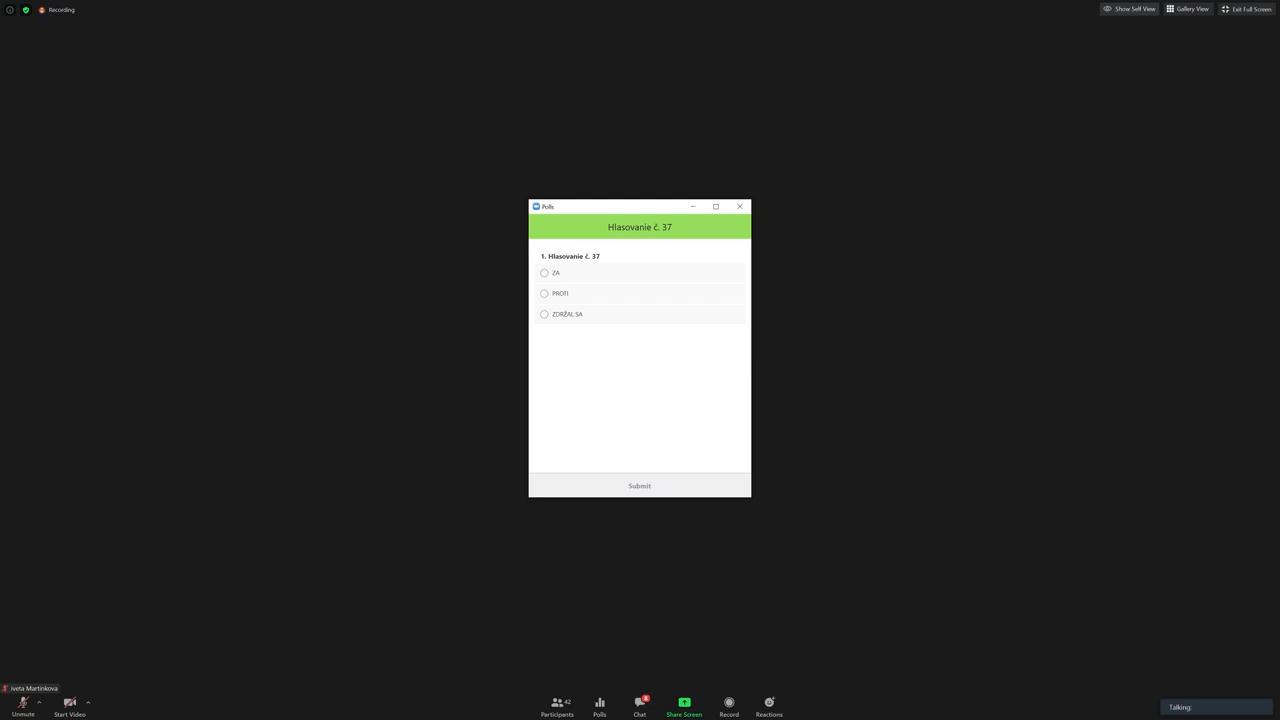 Recording
Show Self View
Gallery View
Exit Full Screen
Polls
Hlasovanie č. 37
1. Hlasovanie č. 37
ZA
PROTI
ZDRŽAL SA
Submit
iveta Martinkova
Unmute
Start Video
Participants
42
Polls
Chat
8
Share Screen
Record
Reactions
Talking: